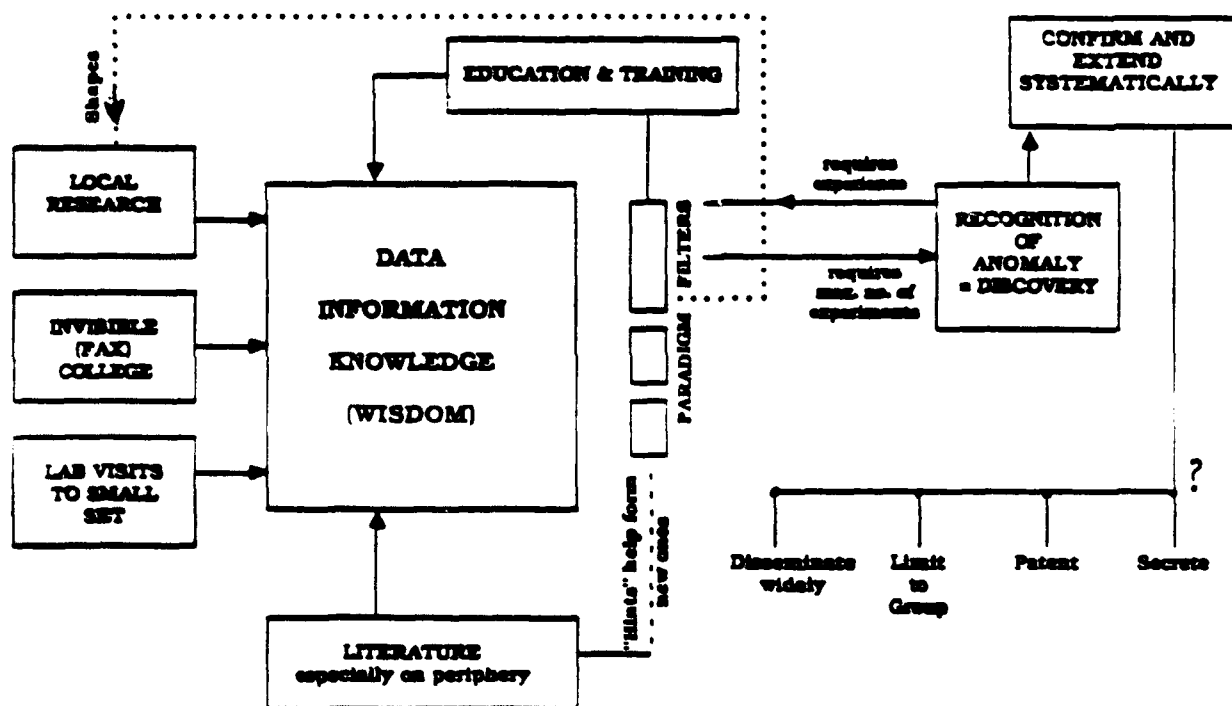 Shapes
EDUCATION & TRAINING
CONFIRM AND
EXTEND
SYSTEMATICALLY
LOCAL
RESEARCH
INVISIBLE
(FAX)
COLLEGE
LAB VISITS
TO SMALL
SET
DATA
INFORMATION
KNOWLEDGE
(WISDOM)
PARADIGM FILTERS
requires
experience
requires
max. no. of
experiments
RECOGNITION
OF
ANOMALY
= DISCOVERY
"Hints" help form
new ones
LITERATURE
especially on periphery
?
Disseminate
widely
Limit
to
Group
Patent
Secrete